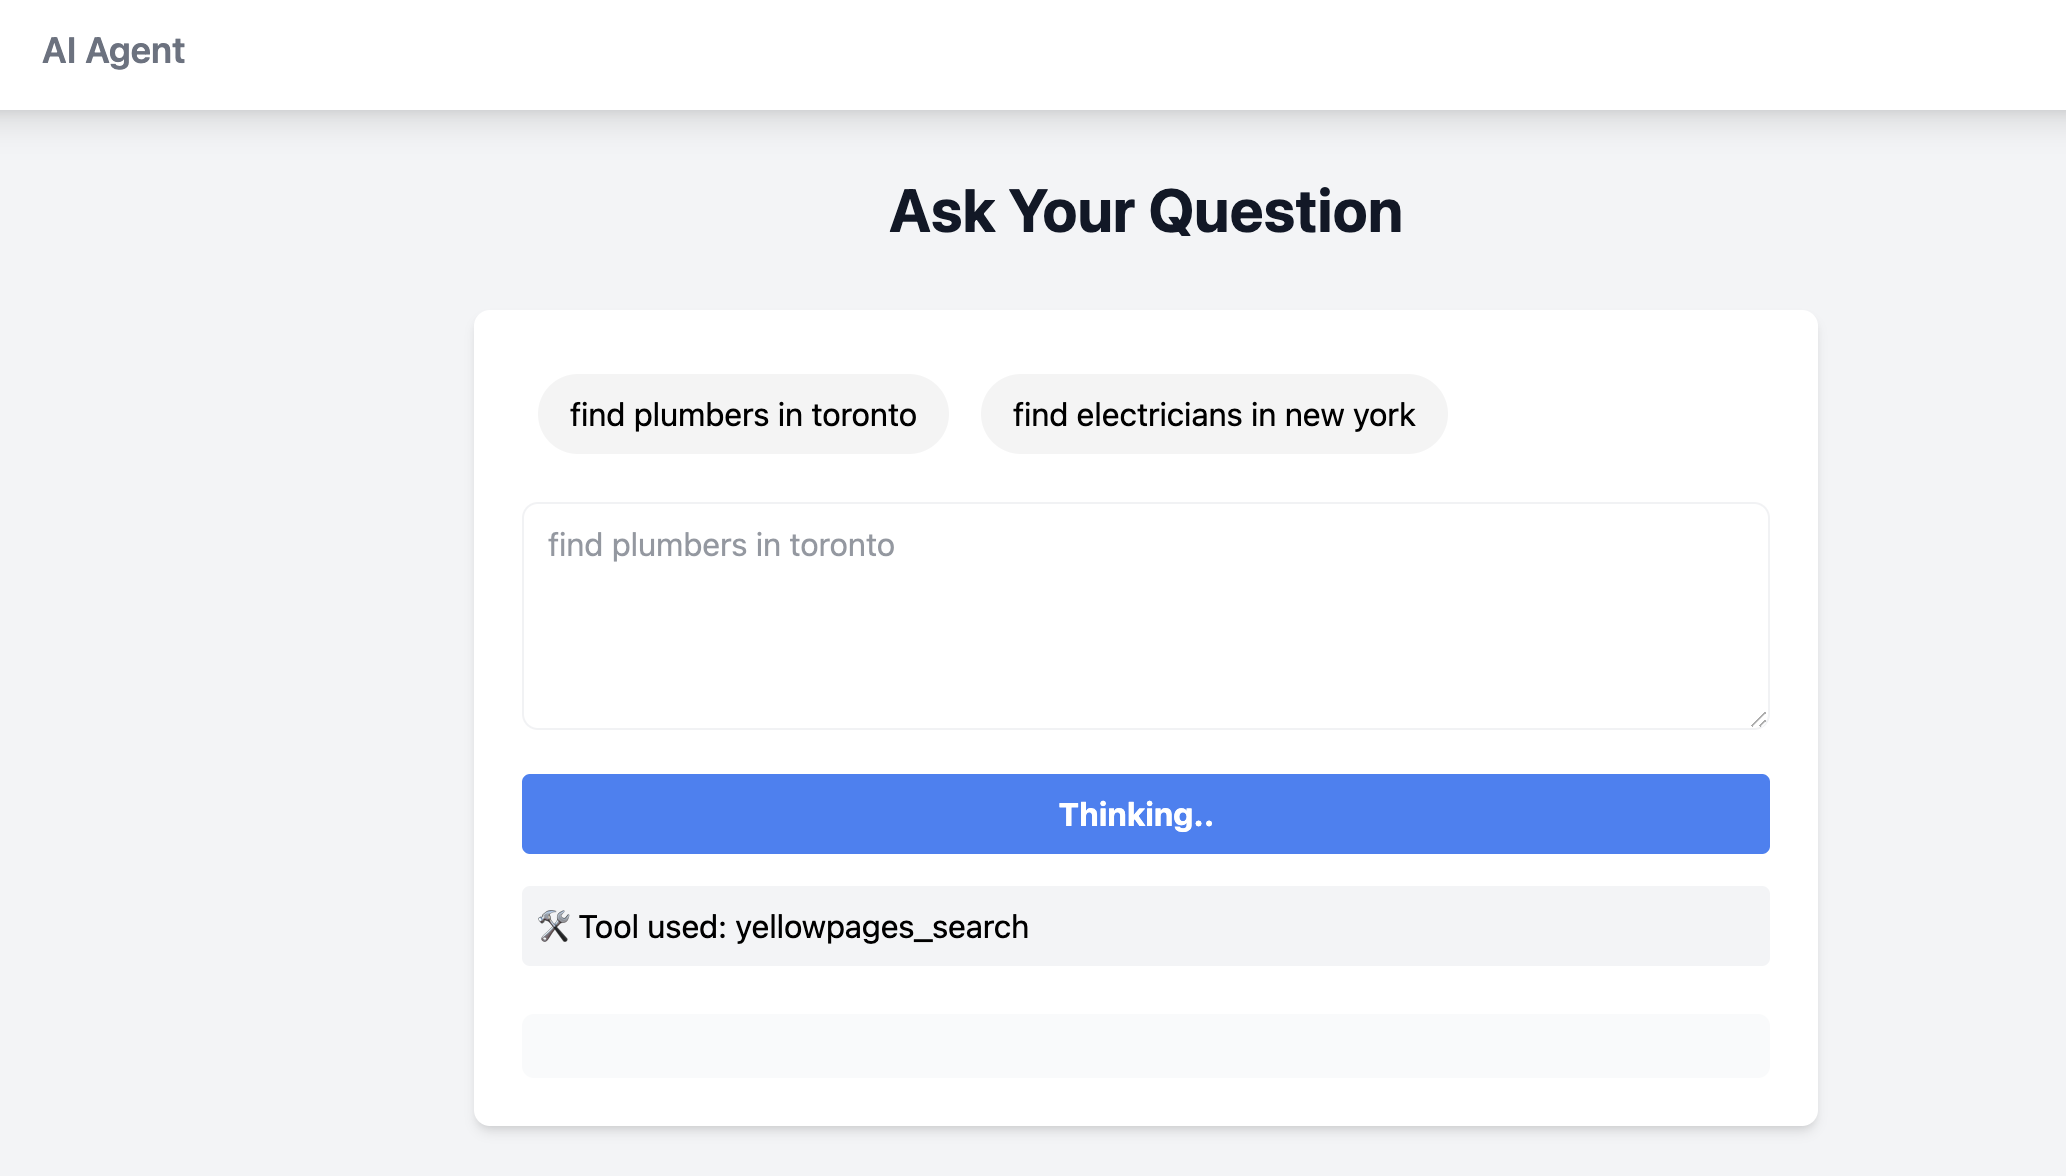 AI Agent
Ask Your Question
find plumbers in toronto
find electricians in new york
find plumbers in toronto
Thinking..
🛠 Tool used: yellowpages_search